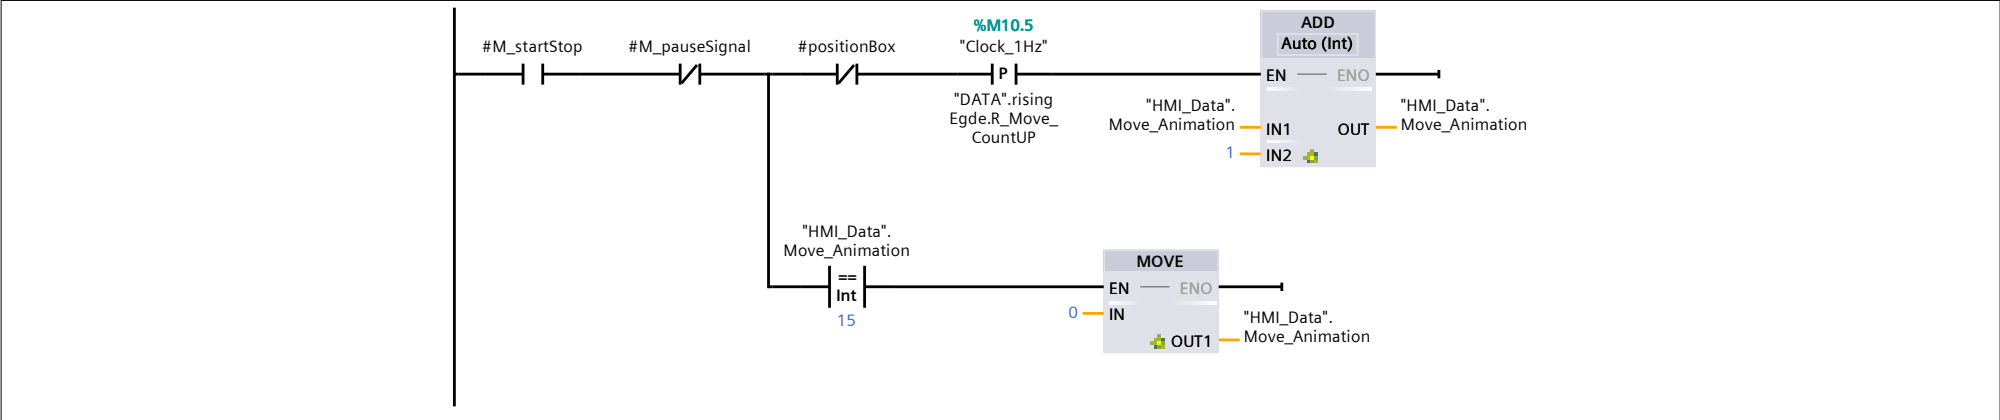 %M10.5
#M_startStop
#M_pauseSignal
#positionBox
"Clock_1Hz"
P
"DATA".rising
Egde.R_Move_
CountUP
ADD
Auto (Int)
EN
ENO
"HMI_Data".
Move_Animation
IN1
OUT
"HMI_Data".
Move_Animation
1
IN2
"HMI_Data".
Move_Animation
==
Int
15
MOVE
EN
ENO
0
IN
OUT1
"HMI_Data".
Move_Animation